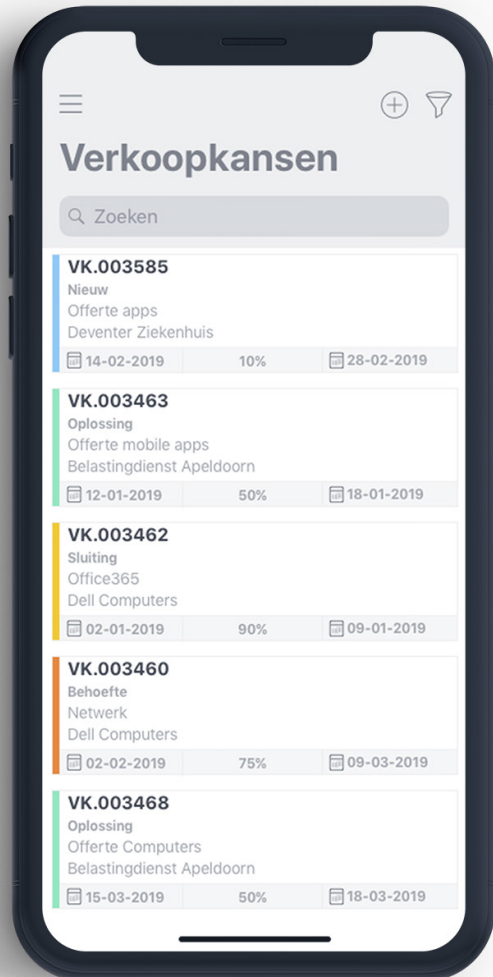 Verkoopkansen
Zoeken
VK.003585
Nieuw
Offerte apps
Deventer Ziekenhuis
14-02-2019 10% 28-02-2019
VK.003463
Oplossing
Offerte mobile apps
Belastingdienst Apeldoorn
12-01-2019 50% 18-01-2019
VK.003462
Sluiting
Office365
Dell Computers
02-01-2019 90% 09-01-2019
VK.003460
Behoefte
Netwerk
Dell Computers
02-02-2019 75% 09-03-2019
VK.003468
Oplossing
Offerte Computers
Belastingdienst Apeldoorn
15-03-2019 50% 18-03-2019